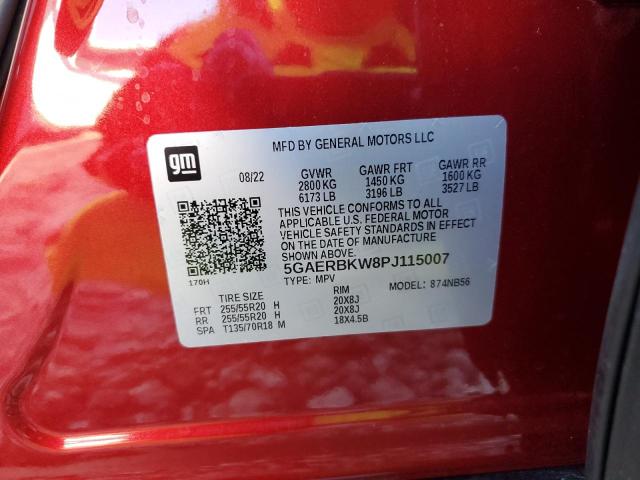 gm
MFD BY GENERAL MOTORS LLC
08/22
GVWR GAWR FRT GAWR RR
2800 KG 1450 KG 1600 KG
6173 LB 3196 LB 3527 LB
THIS VEHICLE CONFORMS TO ALL
APPLICABLE U.S. FEDERAL MOTOR
VEHICLE SAFETY STANDARDS IN EFFECT
ON THE DATE OF MANUFACTURE
SHOWN ABOVE.
170H
5GAERBKW8PJ115007
TYPE: MPV MODEL: 874NB56
TIRE SIZE RIM
FRT 255/55R20 H 20X8J
RR 255/55R20 H 20X8J
SPA T135/70R18 M 18X4.5B